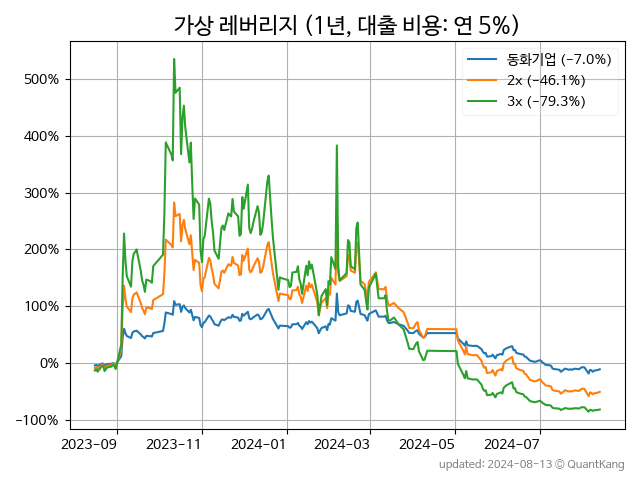 가상 레버리지 (1년, 대출 비용: 연 5%)
동화기업 (-7.0%)
2x (-46.1%)
3x (-79.3%)
500%
400%
300%
200%
100%
0%
-100%
2023-09
2023-11
2024-01
2024-03
2024-05
2024-07
updated: 2024-08-13 © QuantKang